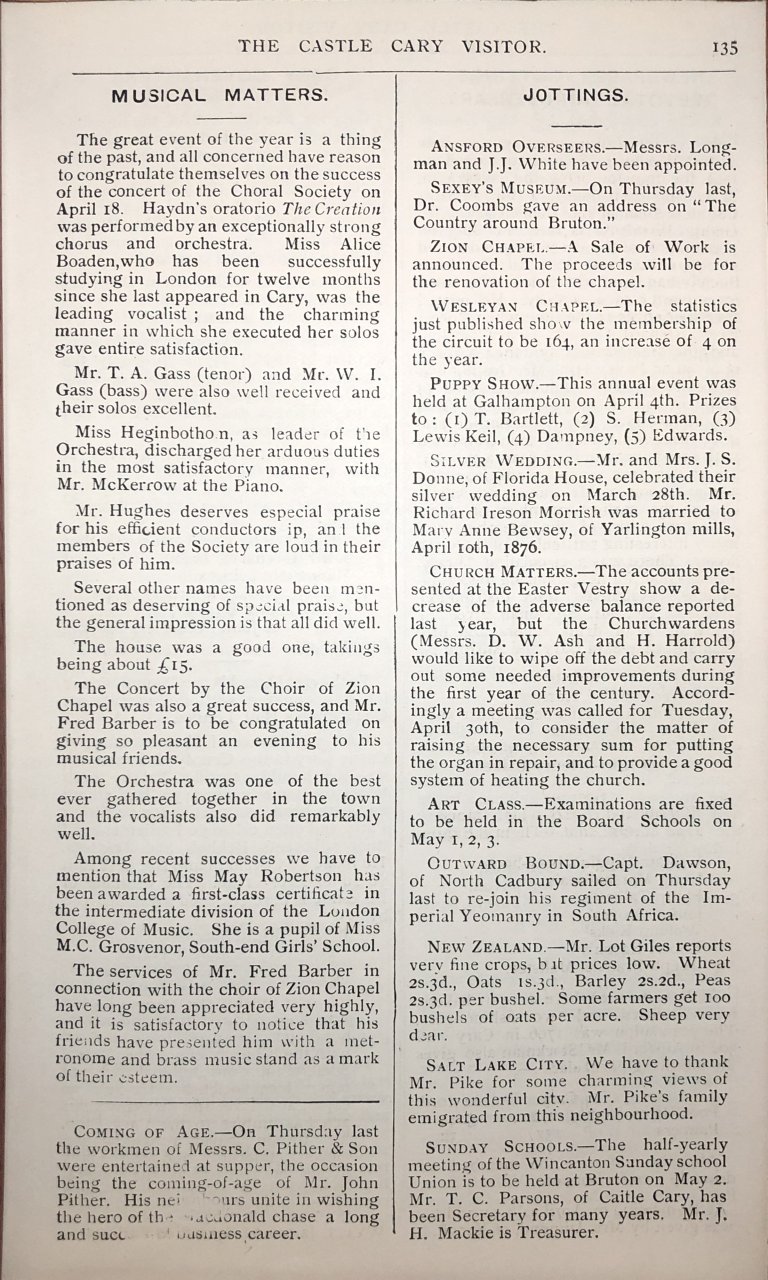 THE CASTLE CARY VISITOR. 135
MUSICAL MATTERS.
The great event of the year is a thing
of the past, and all concerned have reason
to congratulate themselves on the success
of the concert of the Choral Society on
April 18. Haydn's oratorio The Creation
was performed by an exceptionally strong
chorus and orchestra. Miss Alice
Boaden,who has been successfully
studying in London for twelve months
since she last appeared in Cary, was the
leading vocalist ; and the charming
manner in which she executed her solos
gave entire satisfaction.
Mr. T. A. Gass (tenor) and Mr. W. I.
Gass (bass) were also well received and
their solos excellent.
Miss Heginbotho n, as leader of the
Orchestra, discharged her arduous duties
in the most satisfactory manner, with
Mr. McKerrow at the Piano.
Mr. Hughes deserves especial praise
for his efficient conductors ip, an l the
members of the Society are loud in their
praises of him.
Several other names have been men-
tioned as deserving of special praise, but
the general impression is that all did well.
The house was a good one, takings
being about £15.
The Concert by the Choir of Zion
Chapel was also a great success, and Mr.
Fred Barber is to be congratulated on
giving so pleasant an evening to his
musical friends.
The Orchestra was one of the best
ever gathered together in the town
and the vocalists also did remarkably
well.
Among recent successes we have to
mention that Miss May Robertson has
been awarded a first-class certificate in
the intermediate division of the London
College of Music. She is a pupil of Miss
M.C. Grosvenor, South-end Girls' School.
The services of Mr. Fred Barber in
connection with the choir of Zion Chapel
have long been appreciated very highly,
and it is satisfactory to notice that his
friends have presented him with a met-
ronome and brass music stand as a mark
of their esteem.
COMING OF AGE.—On Thursday last
the workmen of Messrs. C. Pither & Son
were entertained at supper, the occasion
being the coming-of-age of Mr. John
Pither. His unite in wishing
the hero of the chase a long
and business career.
JOTTINGS.
ANSFORD OVERSEERS.—Messrs. Long-
man and J.J. White have been appointed.
SEXEY'S MUSEUM.—On Thursday last,
Dr. Coombs gave an address on "The
Country around Bruton."
ZION CHAPEL.—A Sale of Work is
announced. The proceeds will be for
the renovation of the chapel.
WESLEYAN CHAPEL.—The statistics
just published show the membership of
the circuit to be 164, an increase of 4 on
the year.
PUPPY SHOW.—This annual event was
held at Galhampton on April 4th. Prizes
to : (1) T. Bartlett, (2) S. Herman, (3)
Lewis Keil, (4) Dampney, (5) Edwards.
SILVER WEDDING.—Mr. and Mrs. J. S.
Donne, of Florida House, celebrated their
silver wedding on March 28th. Mr.
Richard Ireson Morrish was married to
Mary Anne Bewsey, of Yarlington mills,
April 10th, 1876.
CHURCH MATTERS.—The accounts pre-
sented at the Easter Vestry show a de-
crease of the adverse balance reported
last year, but the Churchwardens
(Messrs. D. W. Ash and H. Harrold)
would like to wipe off the debt and carry
out some needed improvements during
the first year of the century. Accord-
ingly a meeting was called for Tuesday,
April 30th, to consider the matter of
raising the necessary sum for putting
the organ in repair, and to provide a good
system of heating the church.
ART CLASS.—Examinations are fixed
to be held in the Board Schools on
May 1, 2, 3.
OUTWARD BOUND.—Capt. Dawson,
of North Cadbury sailed on Thursday
last to re-join his regiment of the Im-
perial Yeomanry in South Africa.
NEW ZEALAND.—Mr. Lot Giles reports
very fine crops, but prices low. Wheat
2s.3d., Oats 1s.3d., Barley 2s.2d., Peas
2s.3d. per bushel. Some farmers get 100
bushels of oats per acre. Sheep very
dear.
SALT LAKE CITY. We have to thank
Mr. Pike for some charming views of
this wonderful city. Mr. Pike's family
emigrated from this neighbourhood.
SUNDAY SCHOOLS.—The half-yearly
meeting of the Wincanton Sunday school
Union is to be held at Bruton on May 2.
Mr. T. C. Parsons, of Caitle Cary, has
been Secretary for many years. Mr. J.
H. Mackie is Treasurer.